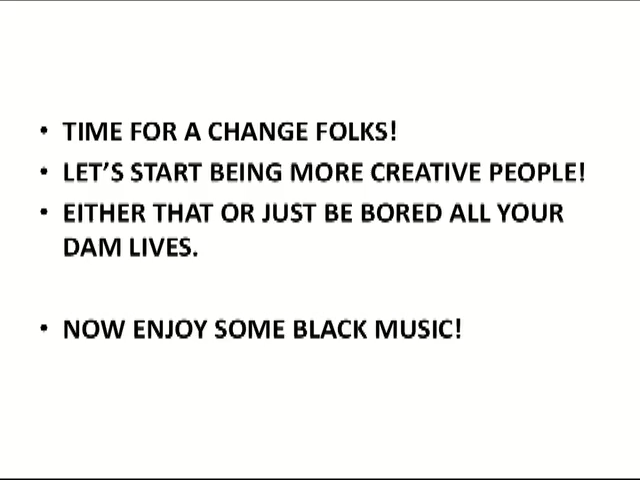 • TIME FOR A CHANGE FOLKS!
• LET'S START BEING MORE CREATIVE PEOPLE!
• EITHER THAT OR JUST BE BORED ALL YOUR
DAM LIVES.
• NOW ENJOY SOME BLACK MUSIC!